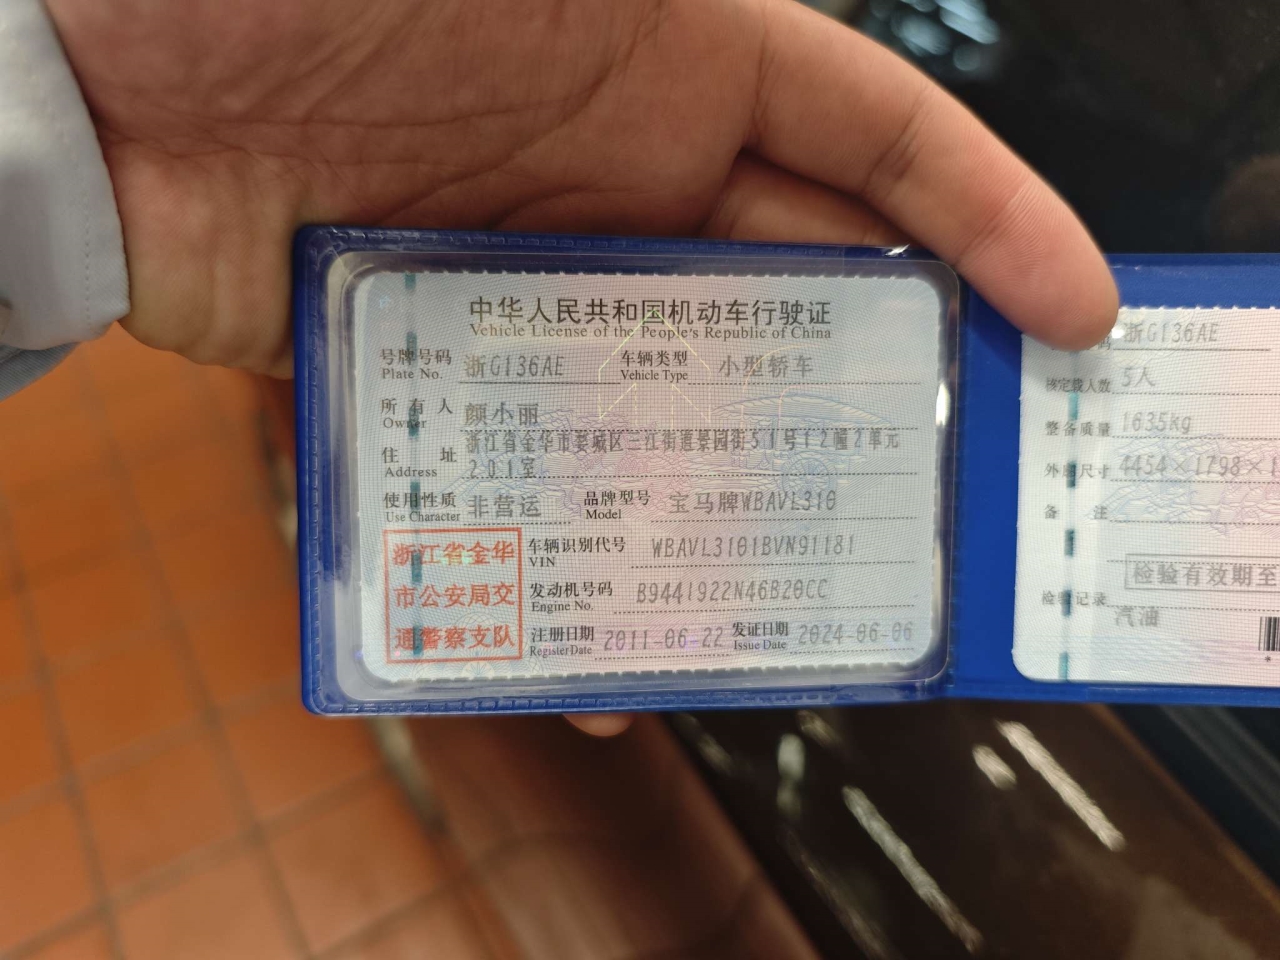 中华人民共和国机动车行驶证
Vehicle License of the People's Republic of China
号牌号码 浙G136AE 车辆类型 小型轿车
Plate No. Vehicle Type
所有人 颜小丽
Owner
浙江省金华市婺城区三江街道景园街51号12幢2单元
住址 201室
Address
使用性质 非营运 品牌型号 宝马牌WBAVL310
Use Character Model
浙江省金华
市公安局交
通警察支队
车辆识别代号 WBAVL3101BVN91181
VIN
发动机号码 B9441922N46B20CC
Engine No.
注册日期 2011-06-22 发证日期 2024-06-06
Register Date Issue Date
浙G136AE
核定载人数 5人
整备质量 1635kg
外廓尺寸 4454×1798×1
备注
检验有效期至
检验记录
汽油